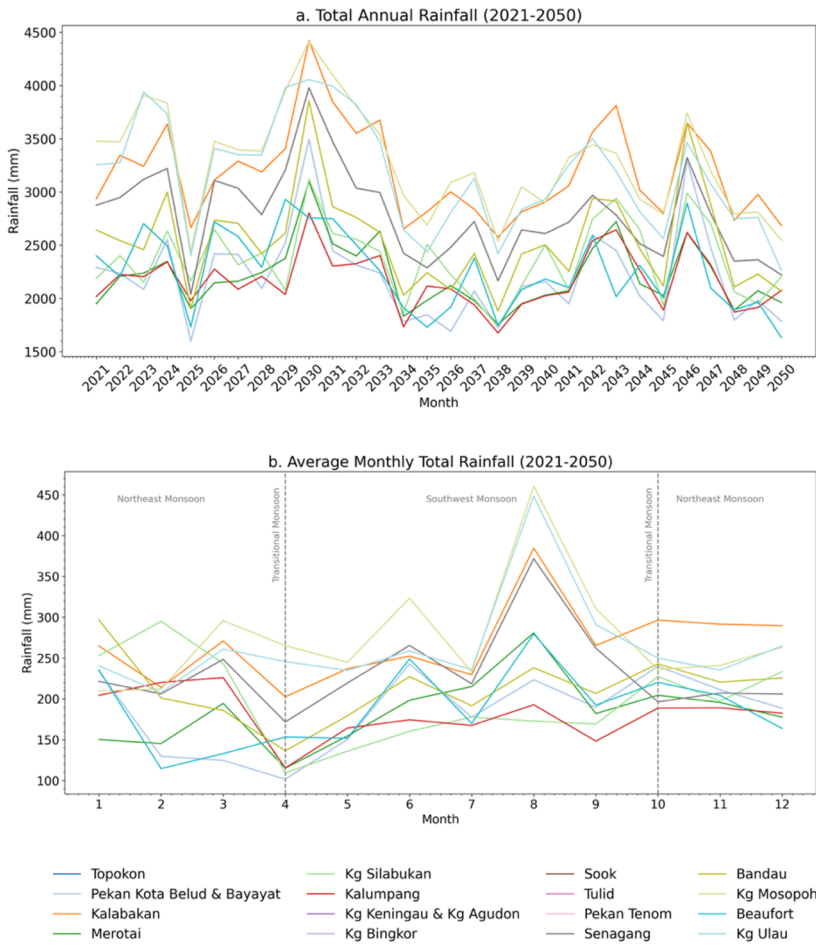 a. Total Annual Rainfall (2021-2050)
4500
4000
3500
3000
2500
2000
1500
Rainfall (mm)
2021 2022 2023 2024 2025 2026 2027 2028 2029 2030 2031 2032 2033 2034 2035 2036 2037 2038 2039 2040 2041 2042 2043 2044 2045 2046 2047 2048 2049 2050
Month
b. Average Monthly Total Rainfall (2021-2050)
450
400
350
300
250
200
150
100
Rainfall (mm)
Northeast Monsoon
Transitional Monsoon
Southwest Monsoon
Transitional Monsoon
Northeast Monsoon
1 2 3 4 5 6 7 8 9 10 11 12
Month
Topokon
Pekan Kota Belud & Bayayat
Kalabakan
Merotai
Kg Silabukan
Kalumpang
Kg Keningau & Kg Agudon
Kg Bingkor
Sook
Tulid
Pekan Tenom
Senagang
Bandau
Kg Mosopoh
Beaufort
Kg Ulau